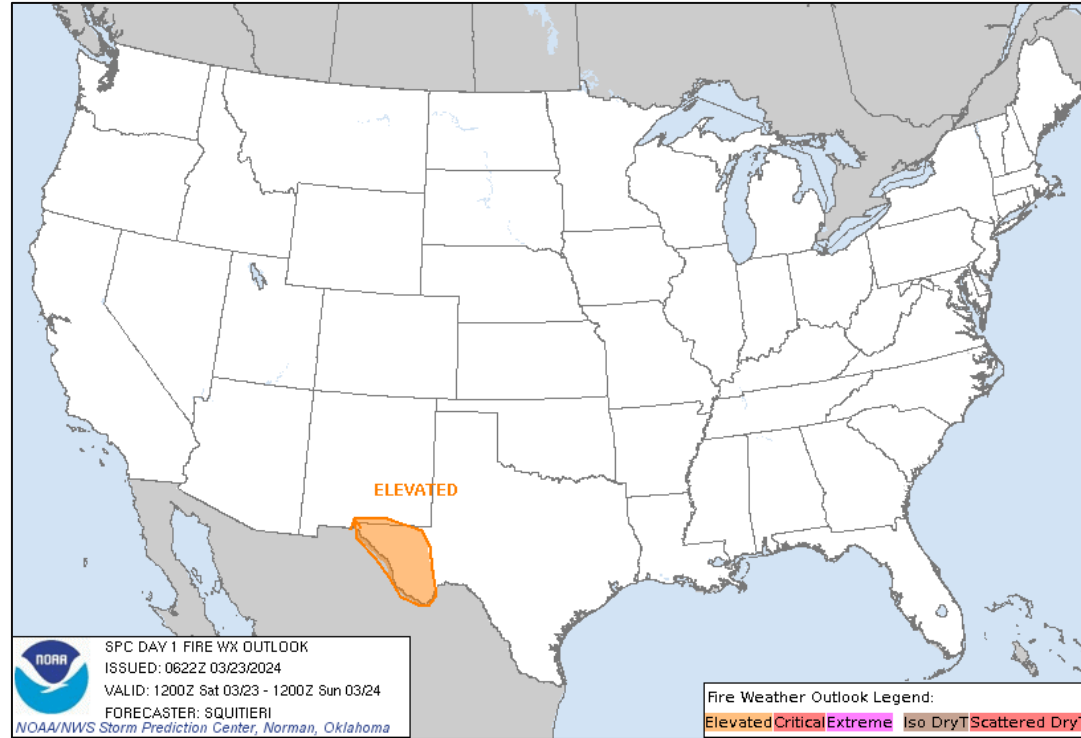 ELEVATED
NOAA
SPC DAY 1 FIRE WX OUTLOOK
ISSUED: 0622Z 03/23/2024
VALID: 1200Z Sat 03/23 - 1200Z Sun 03/24
FORECASTER: SQUITIERI
NOAA/NWS Storm Prediction Center, Norman, Oklahoma
Fire Weather Outlook Legend:
Elevated Critical Extreme Iso DryT Scattered DryT